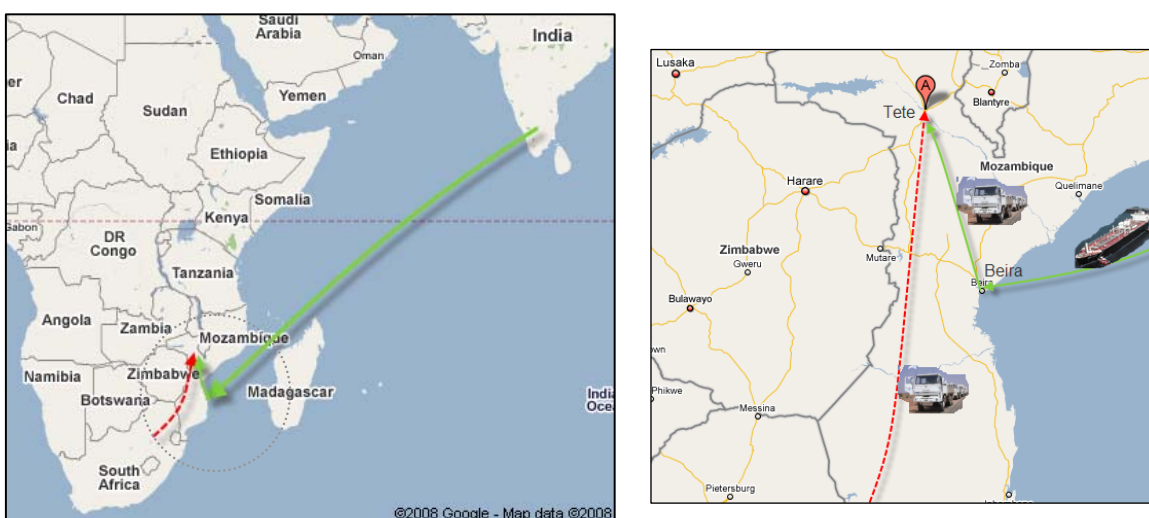 Saudi
Arabia
India
Oman
Chad
Sudan
Yemen
Ethiopia
Somalia
Gabon
Kenya
DR
Congo
Tanzania
Angola
Zambia
Mozambique
Namibia
Zimbabwe
Botswana
Madagascar
South
Africa
©2008 Google - Map data ©2008
Lusaka
A
Zomba
Blantyre
Tete
Mozambique
Harare
Quelimane
Zimbabwe
Gweru
Mutare
Beira
Beira
Bulawayo
Phikwe
Messina
Pietersburg